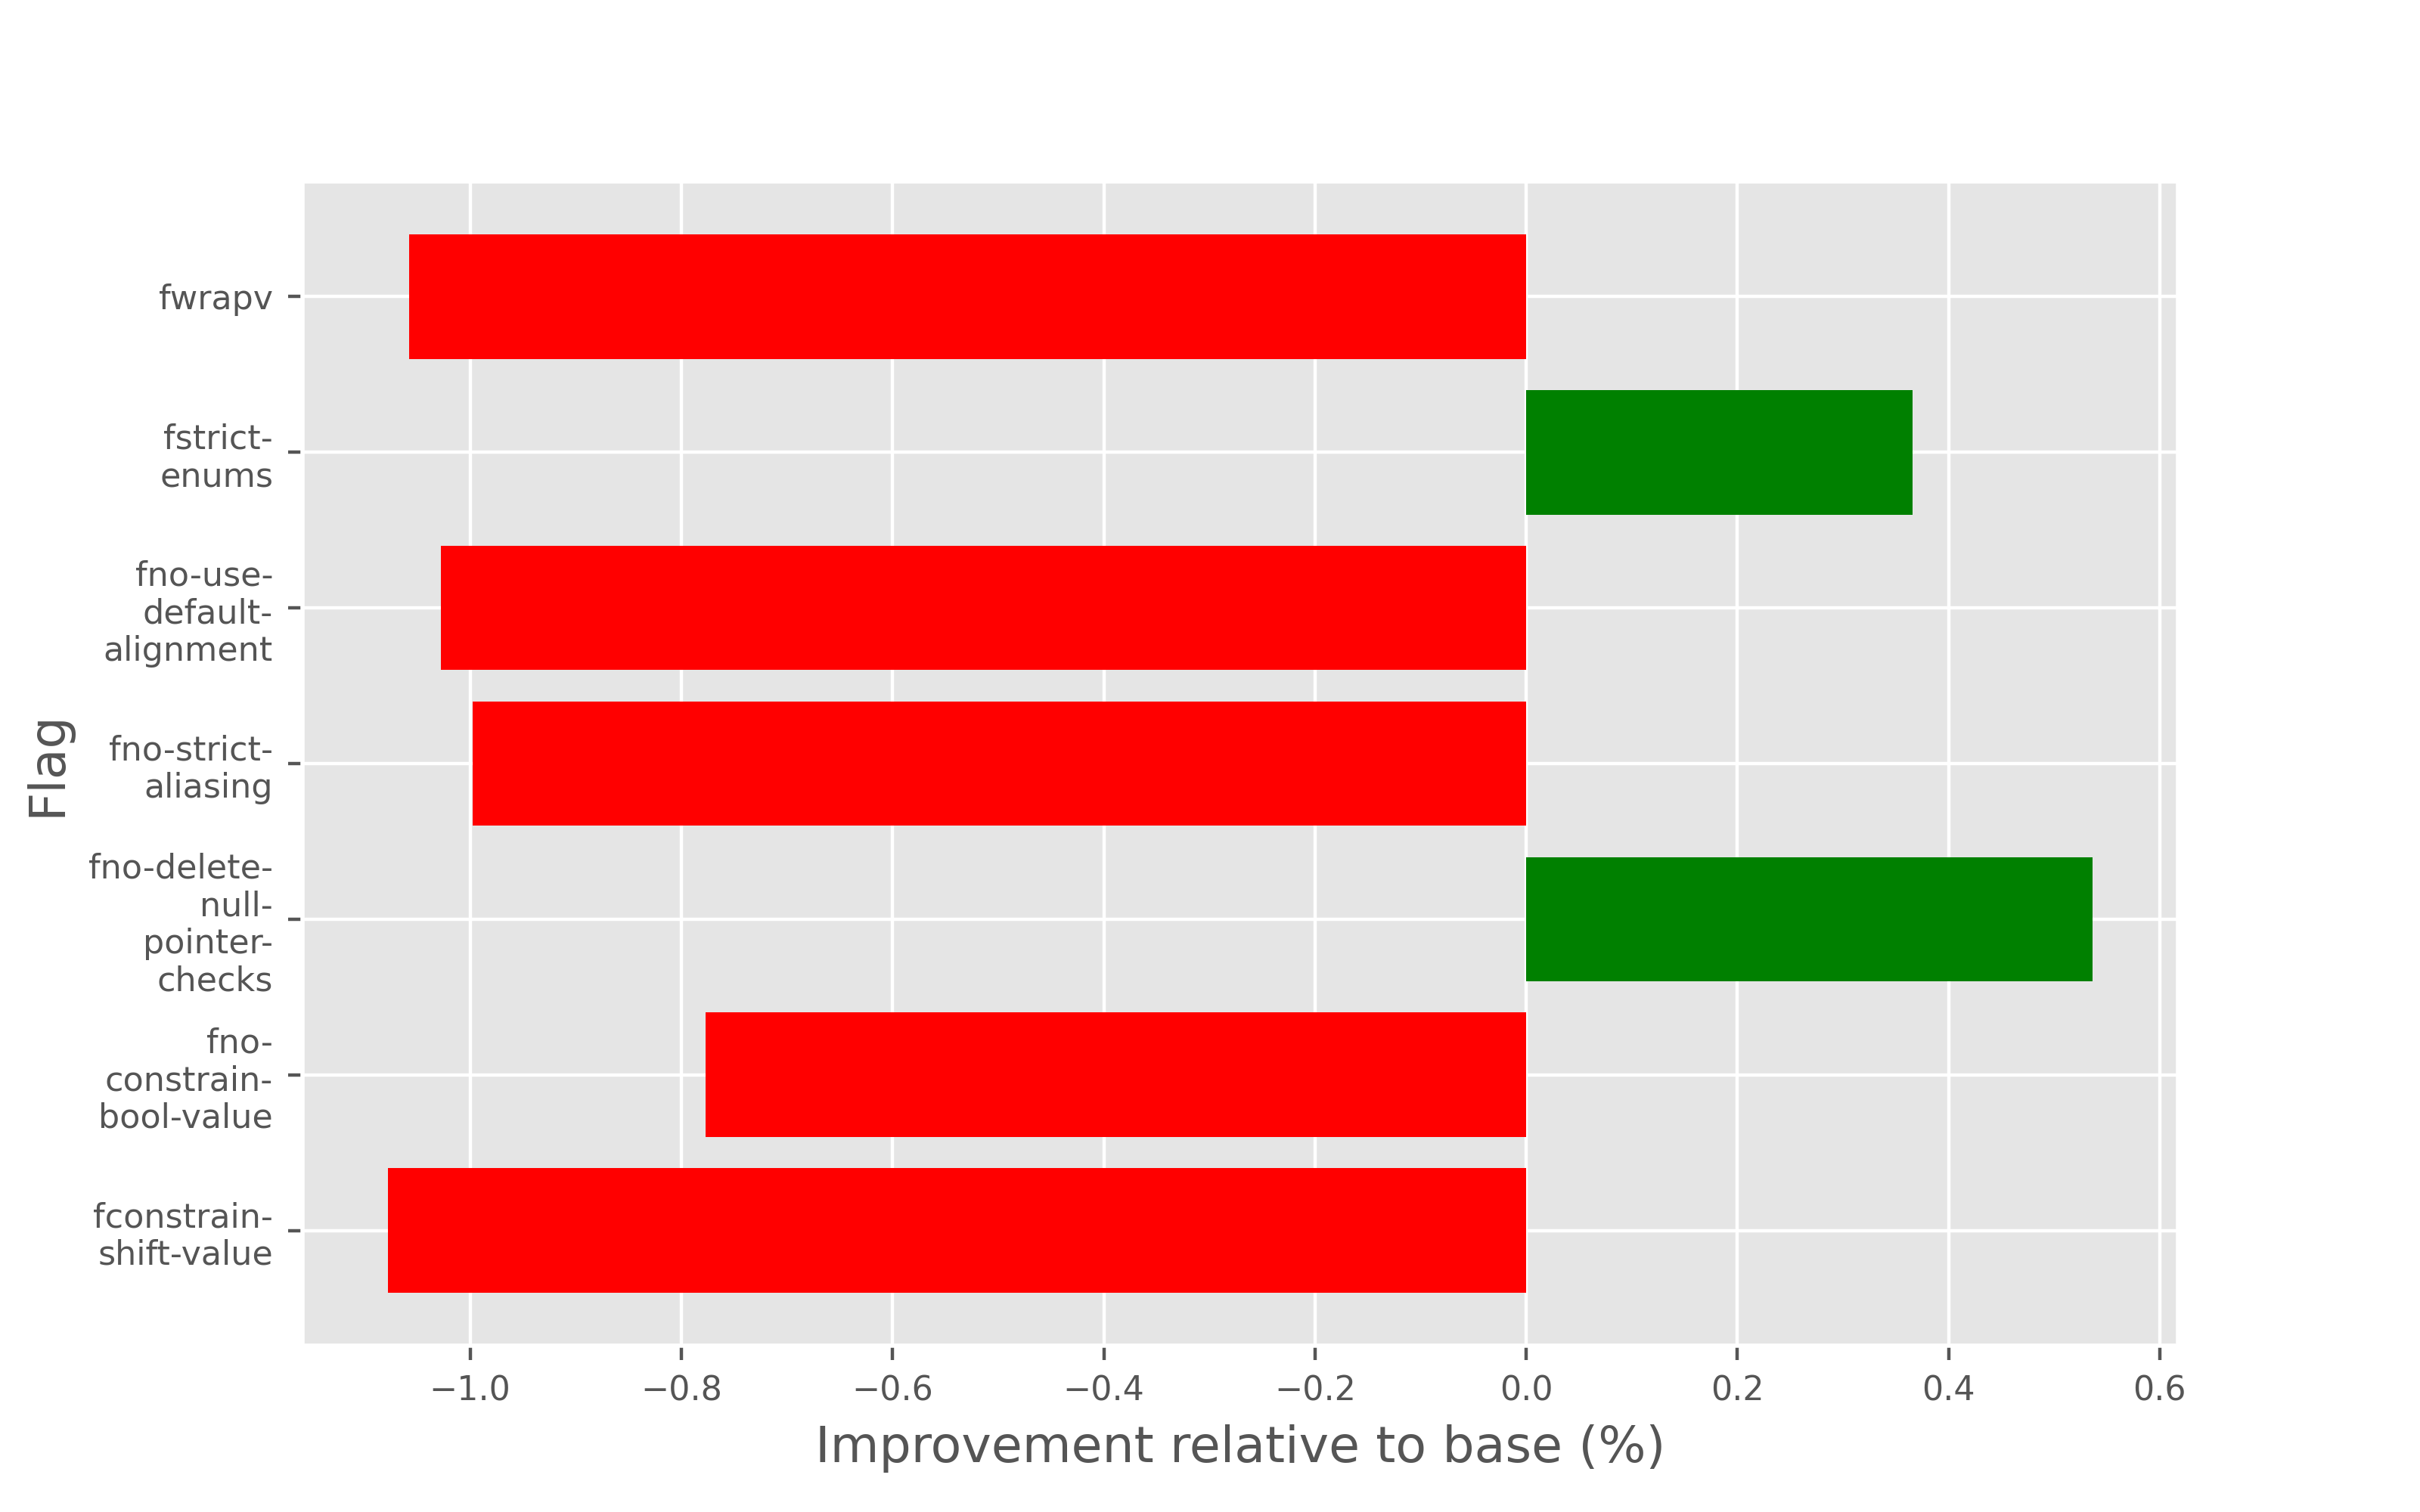 Flag
fwrapv
fstrict-
enums
fno-use-
default-
alignment
fno-strict-
aliasing
fno-delete-
null-
pointer-
checks
fno-
constrain-
bool-value
fconstrain-
shift-value
−1.0 −0.8 −0.6 −0.4 −0.2 0.0 0.2 0.4 0.6
Improvement relative to base (%)